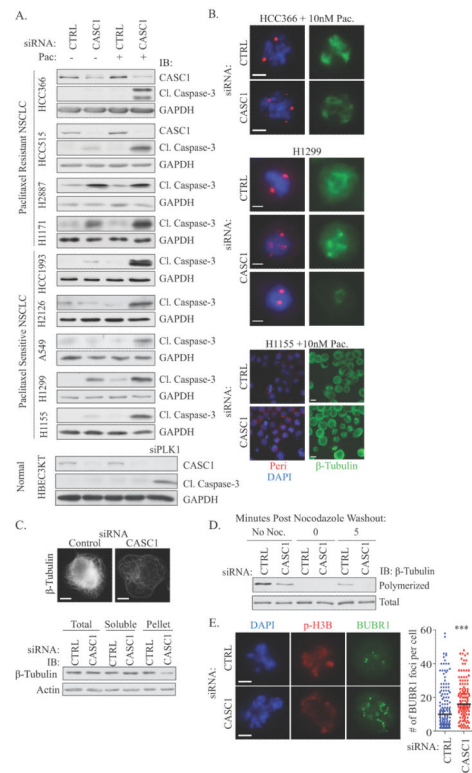 A.
siRNA: CTRL CASC1 CTRL CASC1
Pac: - - + + IB:
Paclitaxel Resistant NSCLC
HCC366
CASC1
Cl. Caspase-3
GAPDH
HCC515
CASC1
Cl. Caspase-3
GAPDH
H2887
Cl. Caspase-3
GAPDH
H1171
Cl. Caspase-3
GAPDH
Paclitaxel Sensitive NSCLC
HCC1993
Cl. Caspase-3
GAPDH
H2126
Cl. Caspase-3
GAPDH
A549
Cl. Caspase-3
GAPDH
H1299
Cl. Caspase-3
GAPDH
H1155
Cl. Caspase-3
GAPDH
siPLK1
Normal
HBEC3KT
CASC1
Cl. Caspase-3
GAPDH
B.
HCC366 + 10nM Pac.
siRNA:
CTRL
CASC1
H1299
siRNA:
CTRL
CASC1
H1155 +10nM Pac.
siRNA:
CTRL
CASC1
Peri
DAPI
β-Tubulin
C.
siRNA
Control CASC1
β-Tubulin
Total Soluble Pellet
siRNA: CTRL CASC1 CTRL CASC1 CTRL CASC1
IB:
β-Tubulin
Actin
D.
Minutes Post Nocodazole Washout:
No Noc. 0 5
siRNA: CTRL CASC1 CTRL CASC1 CTRL CASC1
IB: β-Tubulin
Polymerized
Total
E.
DAPI p-H3B BUBR1
siRNA:
CTRL
CASC1
***
# of BUBR1 foci per cell
60
40
20
0
siRNA: CTRL CASC1